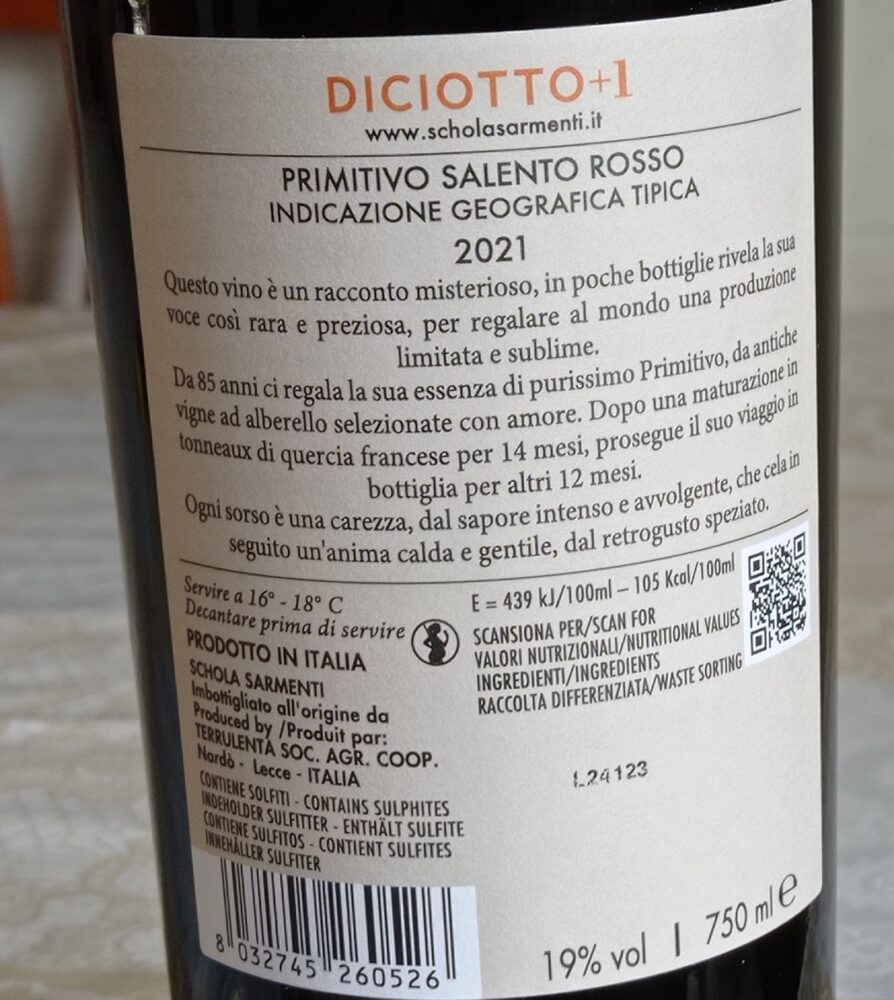 DICIOTTO+1
www.scholasarmenti.it
PRIMITIVO SALENTO ROSSO
INDICAZIONE GEOGRAFICA TIPICA
2021
Questo vino è un racconto misterioso, in poche bottiglie rivela la sua
voce così rara e preziosa, per regalare al mondo una produzione
limitata e sublime.
Da 85 anni ci regala la sua essenza di purissimo Primitivo, da antiche
vigne ad alberello selezionate con amore. Dopo una maturazione in
tonneaux di quercia francese per 14 mesi, prosegue il suo viaggio in
bottiglia per altri 12 mesi.
Ogni sorso è una carezza, dal sapore intenso e avvolgente, che cela in
seguito un'anima calda e gentile, dal retrogusto speziato.
Servire a 16° - 18° C
Decantare prima di servire
PRODOTTO IN ITALIA
SCHOLA SARMENTI
Imbottigliato all'origine da
Produced by /Produit par:
TERRULENTA SOC. AGR. COOP.
Nardò - Lecce - ITALIA
CONTIENE SOLFITI - CONTAINS SULPHITES
INDEHOLDER SULFITTER - ENTHÄLT SULFITE
CONTIENE SULFITOS - CONTIENT SULFITES
INNEHÅLLER SULFITER
8 032745 260526
E = 439 kJ/100ml – 105 Kcal/100ml
SCANSIONA PER/SCAN FOR
VALORI NUTRIZIONALI/NUTRITIONAL VALUES
INGREDIENTI/INGREDIENTS
RACCOLTA DIFFERENZIATA/WASTE SORTING
L24123
19% vol | 750 ml e